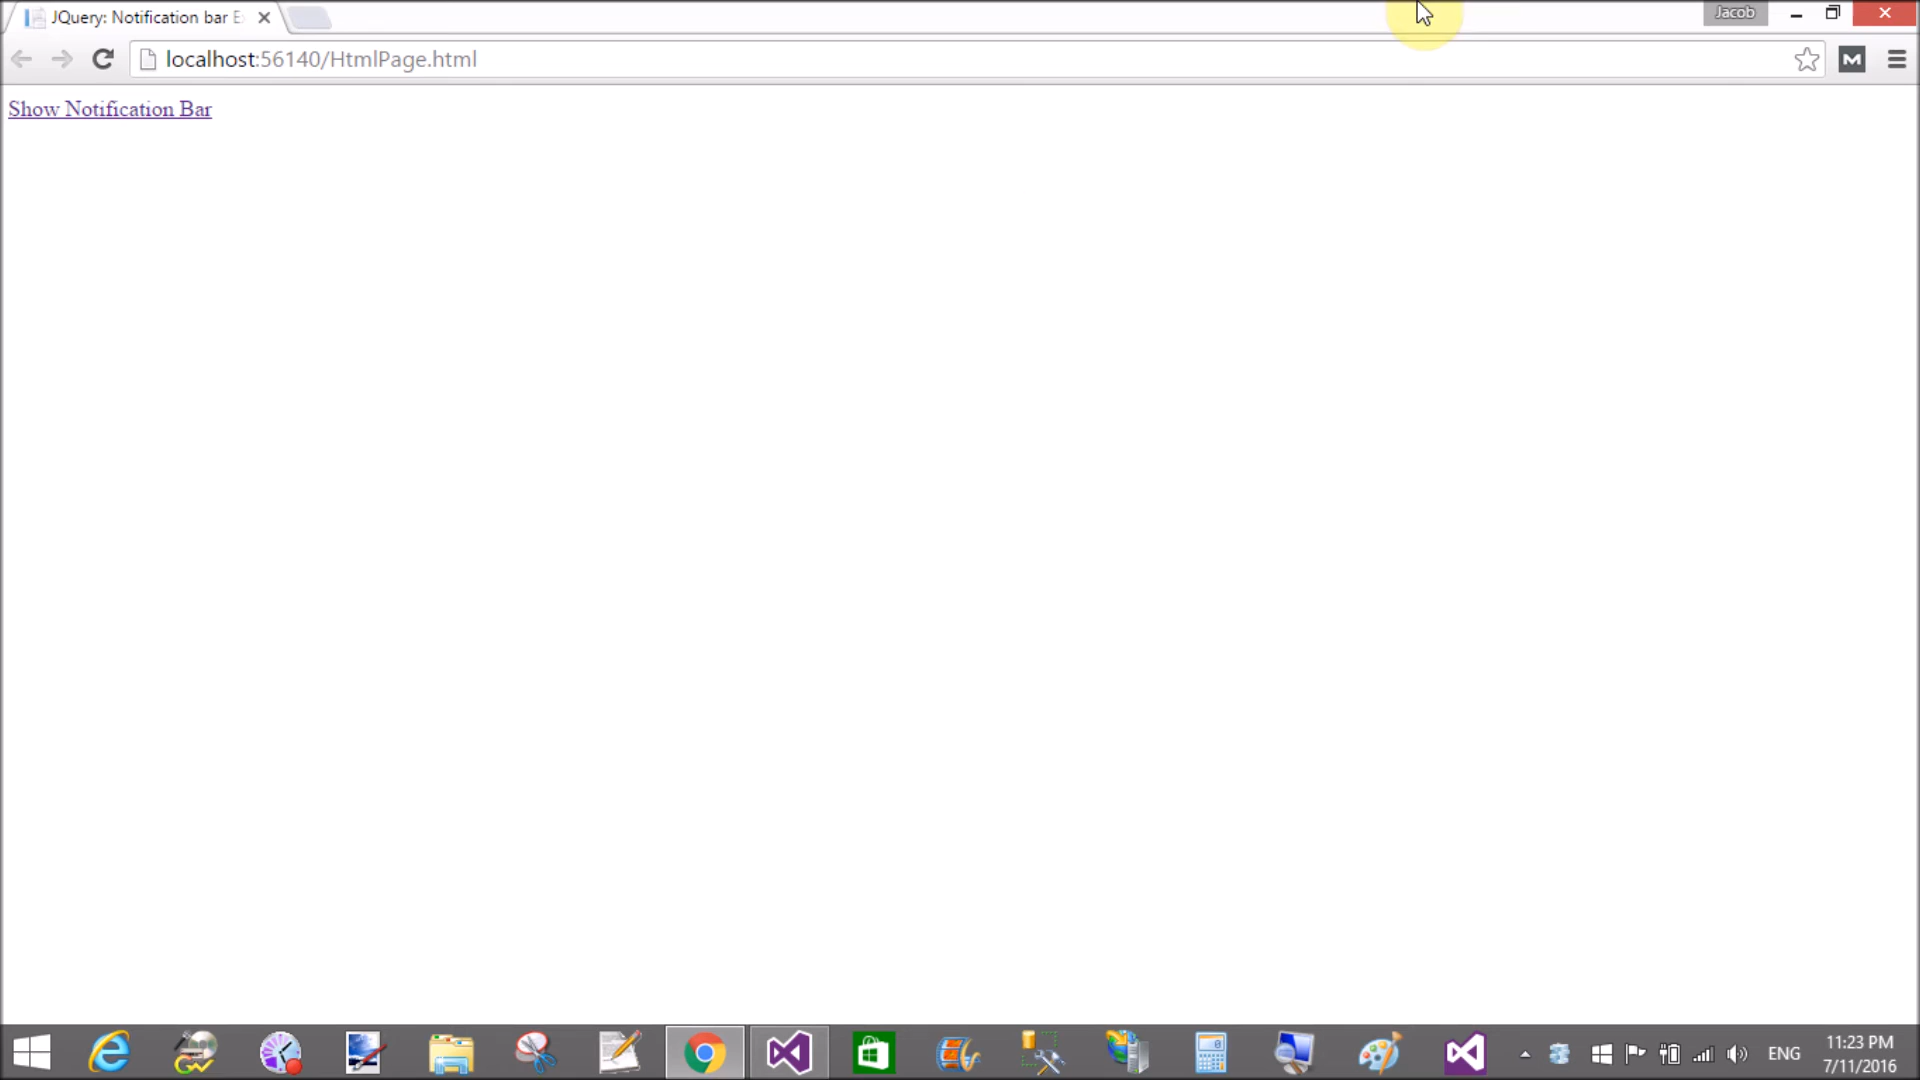 JQuery: Notification bar E
Jacob
localhost:56140/HtmlPage.html
Show Notification Bar
ENG
11:23 PM
7/11/2016